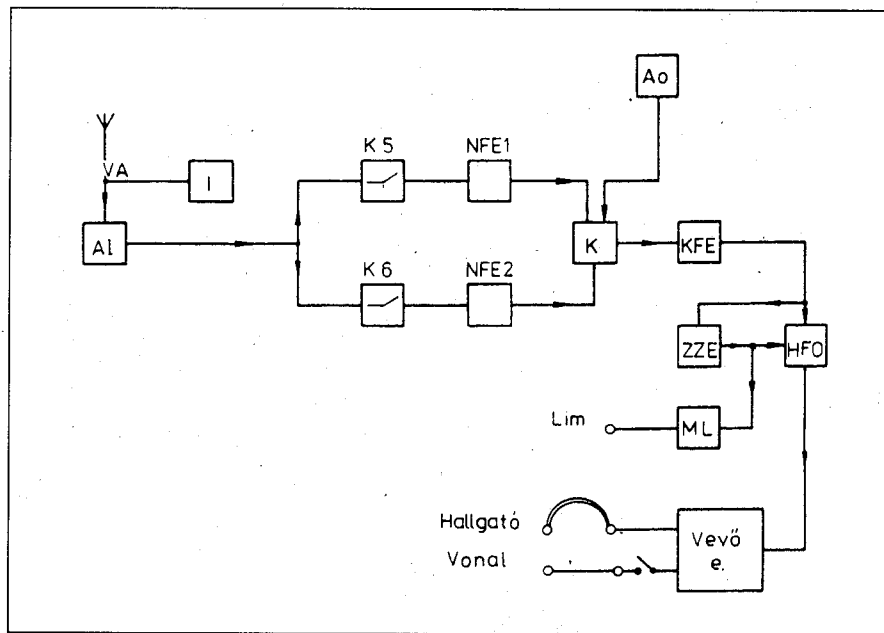 Ao
K 5
NFE1
VA
I
Al
K
KFE
K 6
NFE2
ZZE
HFO
Lim
ML
Hallgató
Vonal
Vevő
e.